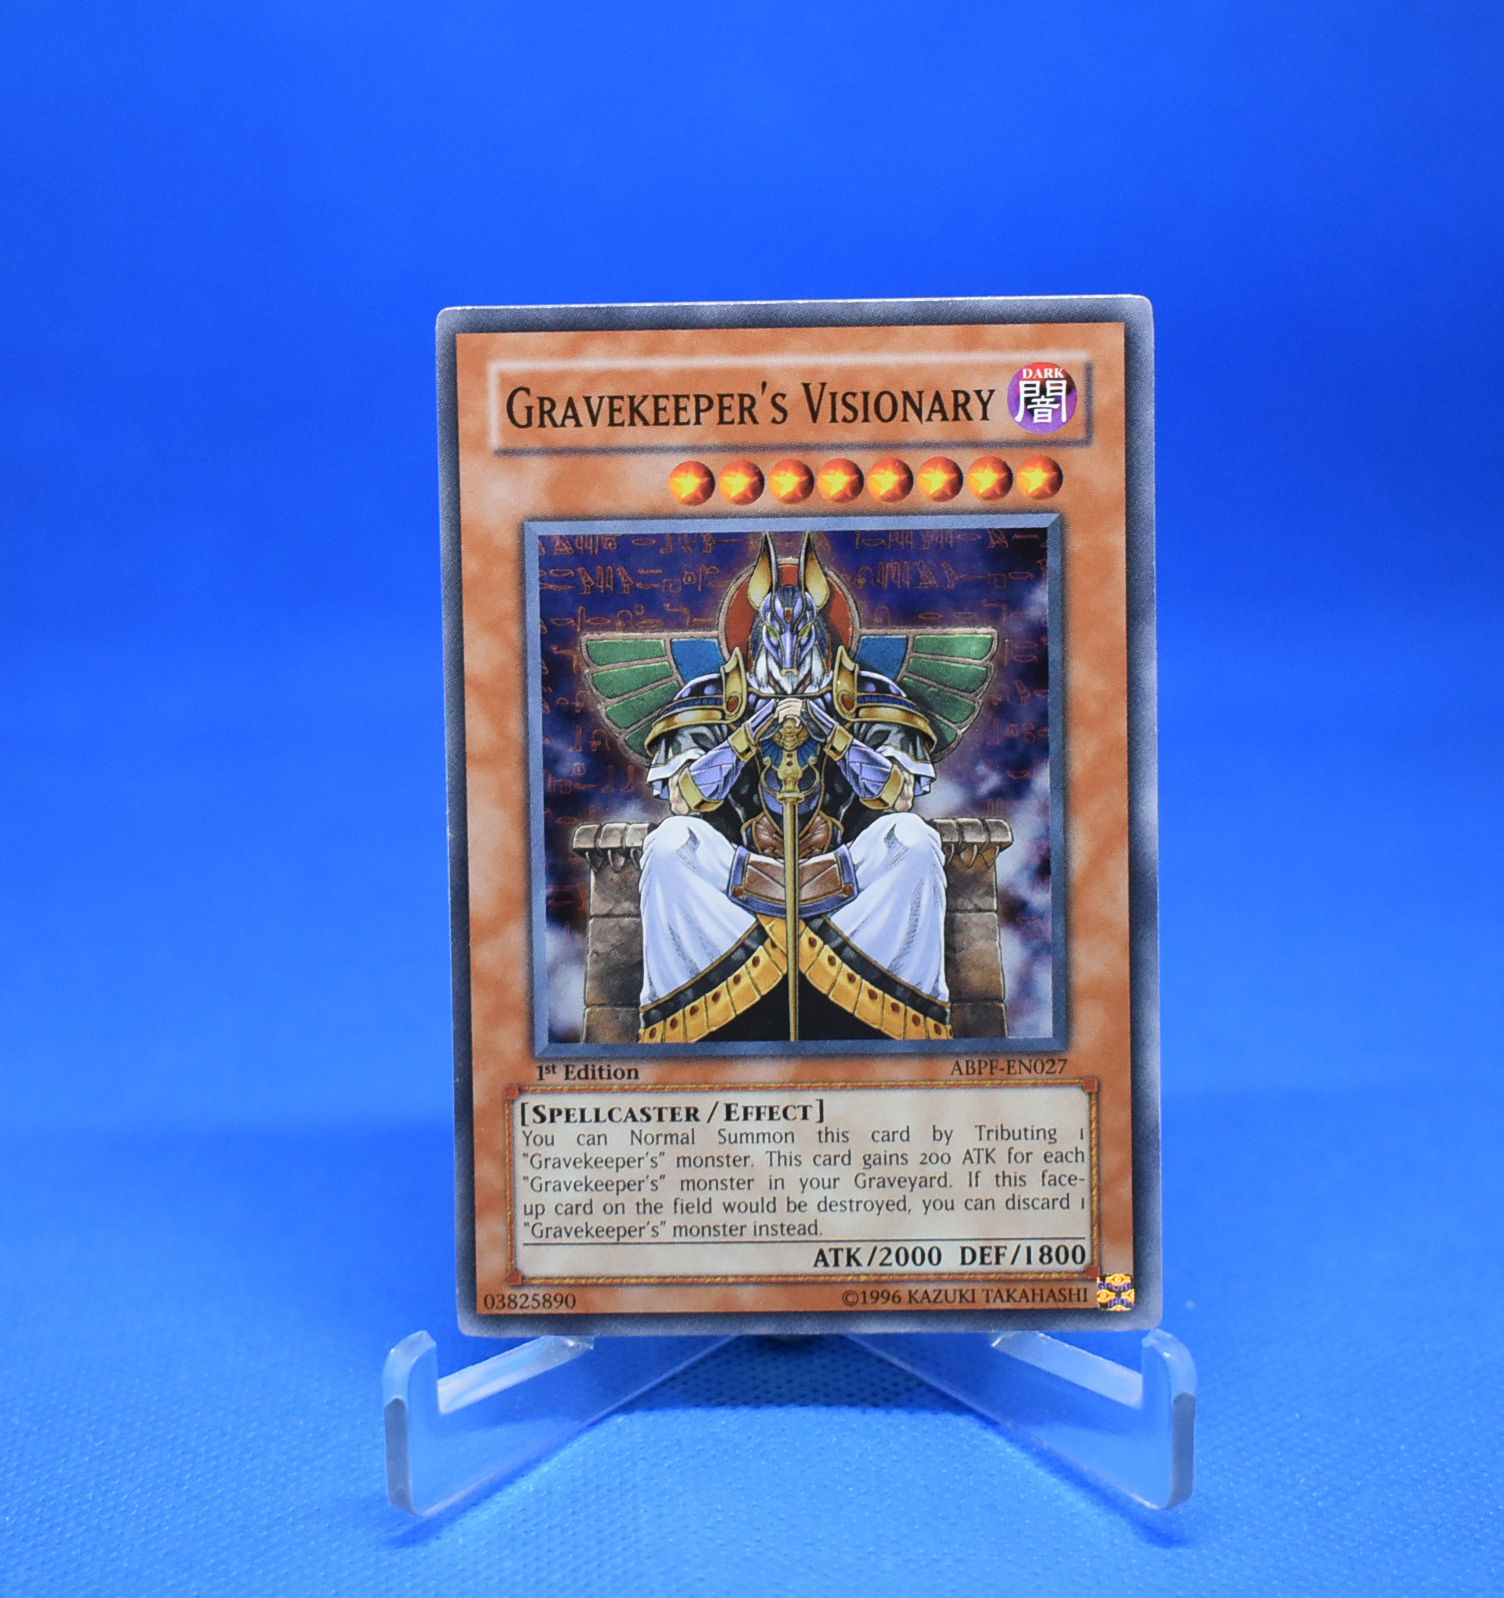 GRAVEKEEPER'S VISIONARY
DARK
闇
1st Edition
ABPF-EN027
[SPELLCASTER/EFFECT]
You can Normal Summon this card by Tributing 1
"Gravekeeper's" monster. This card gains 200 ATK for each
"Gravekeeper's" monster in your Graveyard. If this face-
up card on the field would be destroyed, you can discard 1
"Gravekeeper's" monster instead.
ATK/2000 DEF/1800
03825890
©1996 KAZUKI TAKAHASHI